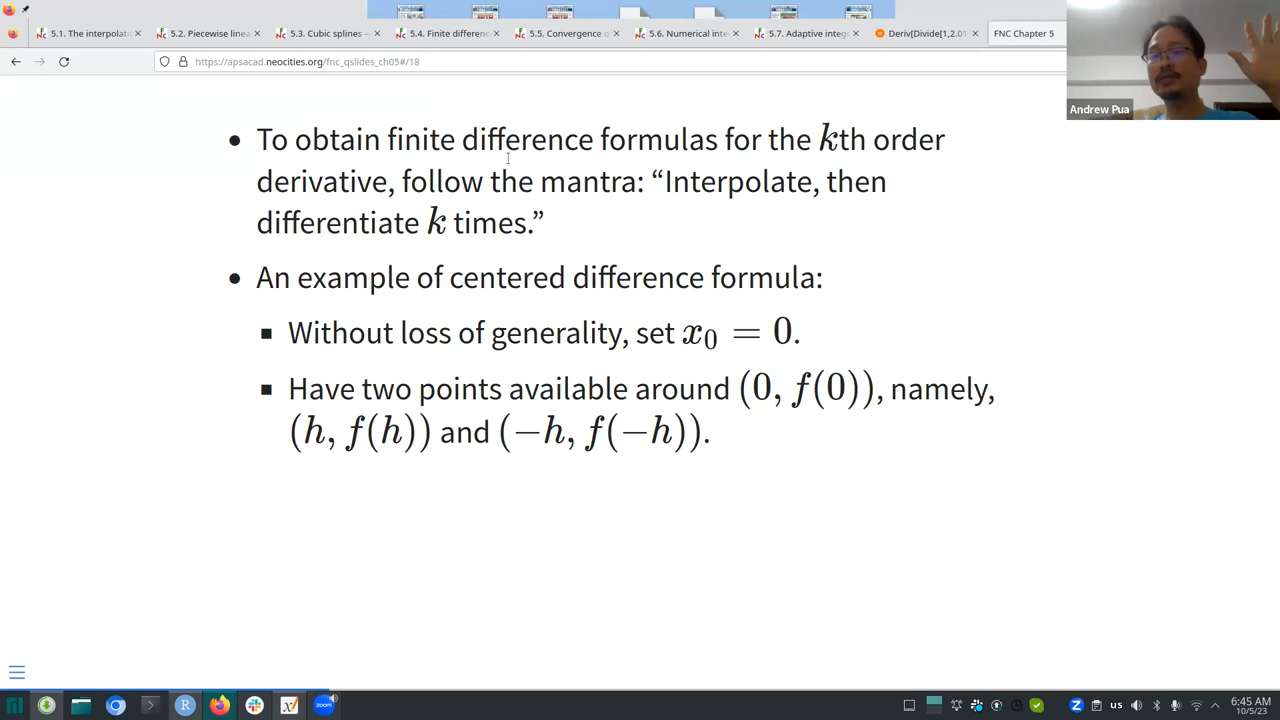 5.1. The interpolati
5.2. Piecewise linea
5.3. Cubic splines —
5.4. Finite differenc
5.5. Convergence o
5.6. Numerical inte
5.7. Adaptive integ
Deriv[Divide[1,2.01
FNC Chapter 5
https://apsacad.neocities.org/fnc_qslides_ch05#/18
Andrew Pua
• To obtain finite difference formulas for the kth order
derivative, follow the mantra: “Interpolate, then
differentiate k times.”
• An example of centered difference formula:
▪ Without loss of generality, set x₀ = 0.
▪ Have two points available around (0, f(0)), namely,
(h, f(h)) and (−h, f(−h)).
zoom
us
6:45 AM
10/5/23